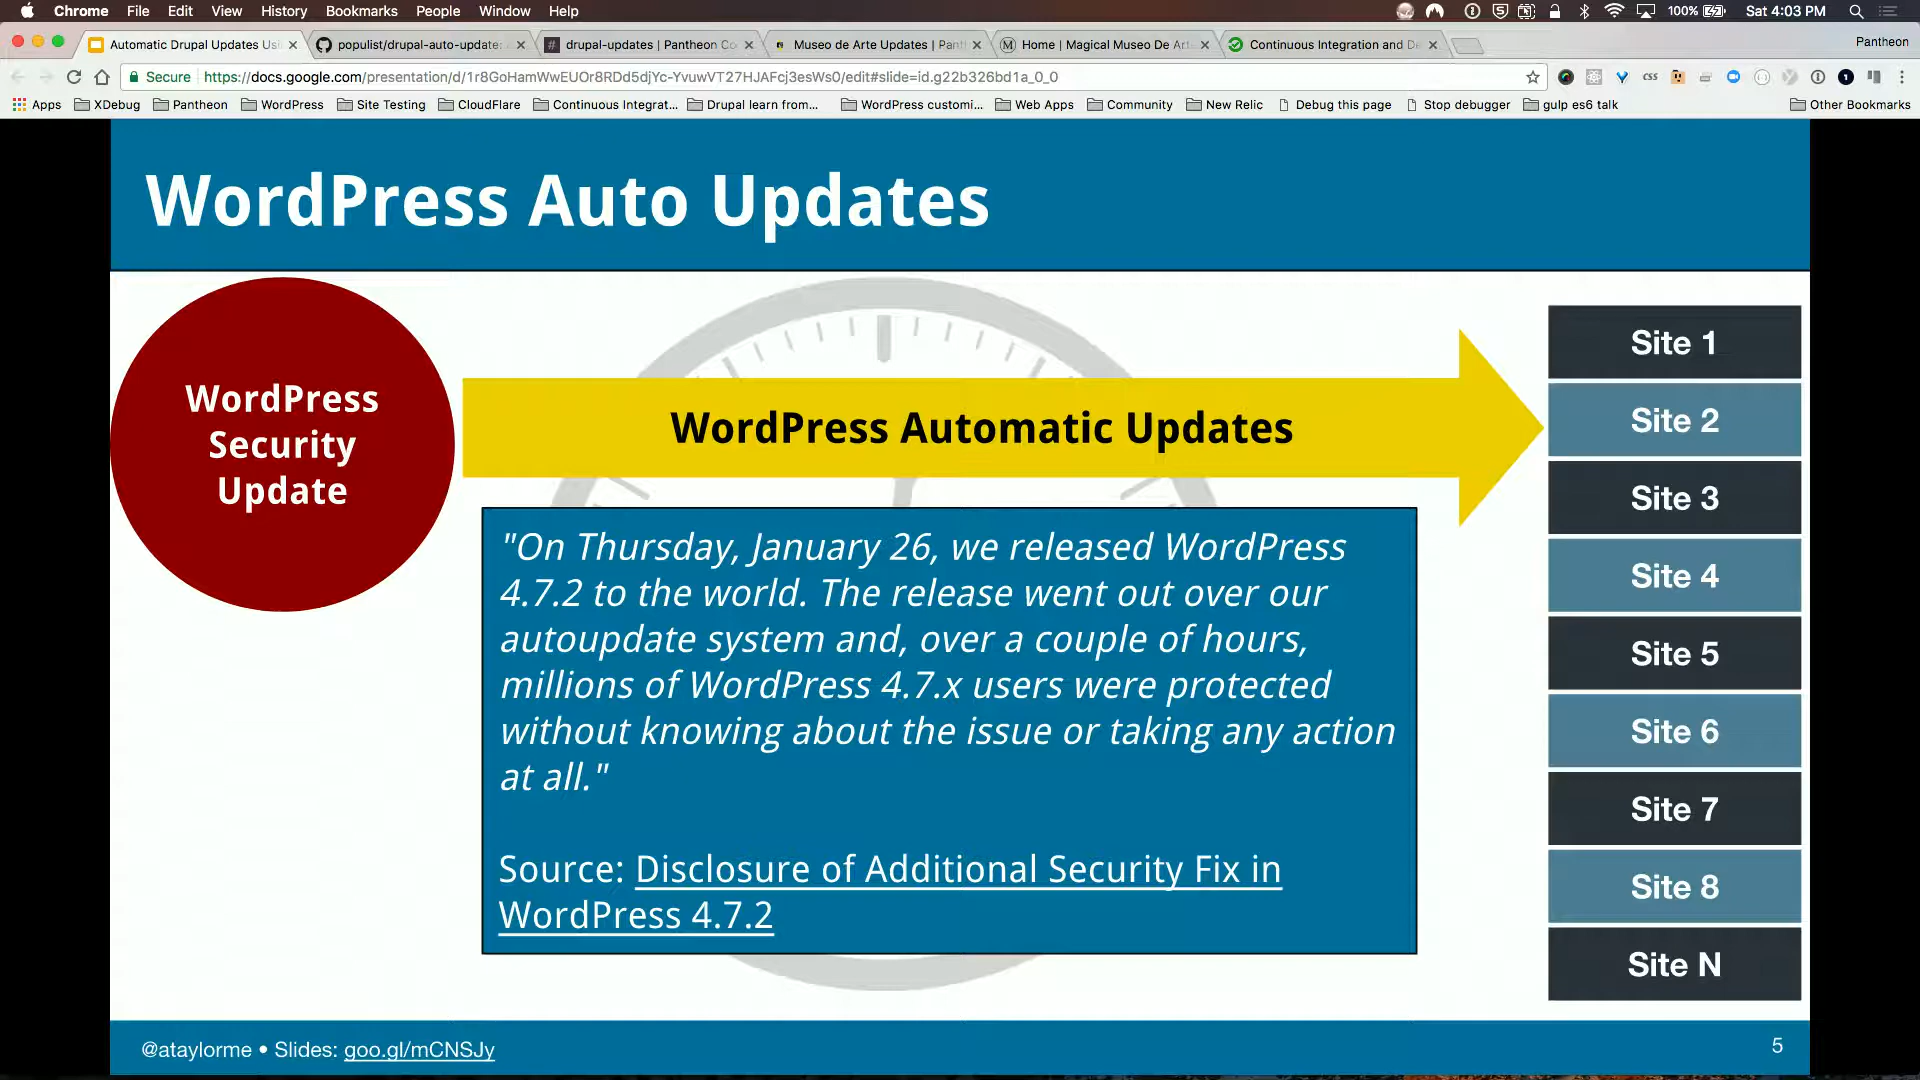 Chrome File Edit View History Bookmarks People Window Help 100% Sat 4:03 PM
Automatic Drupal Updates Usi populist/drupal-auto-update drupal-updates | Pantheon Co Museo de Arte Updates | Pant Home | Magical Museo De Art Continuous Integration and De Pantheon
Secure https://docs.google.com/presentation/d/1r8GoHamWwEUOr8RDd5djYc-YvuwVT27HJAFcj3esWs0/edit#slide=id.g22b326bd1a_0_0
Apps XDebug Pantheon WordPress Site Testing CloudFlare Continuous Integrat... Drupal learn from... WordPress customi... Web Apps Community New Relic Debug this page Stop debugger gulp es6 talk Other Bookmarks
WordPress Auto Updates
WordPress
Security
Update
WordPress Automatic Updates
"On Thursday, January 26, we released WordPress
4.7.2 to the world. The release went out over our
autoupdate system and, over a couple of hours,
millions of WordPress 4.7.x users were protected
without knowing about the issue or taking any action
at all."
Source: Disclosure of Additional Security Fix in
WordPress 4.7.2
Site 1
Site 2
Site 3
Site 4
Site 5
Site 6
Site 7
Site 8
Site N
@ataylorme • Slides: goo.gl/mCNSJy
5